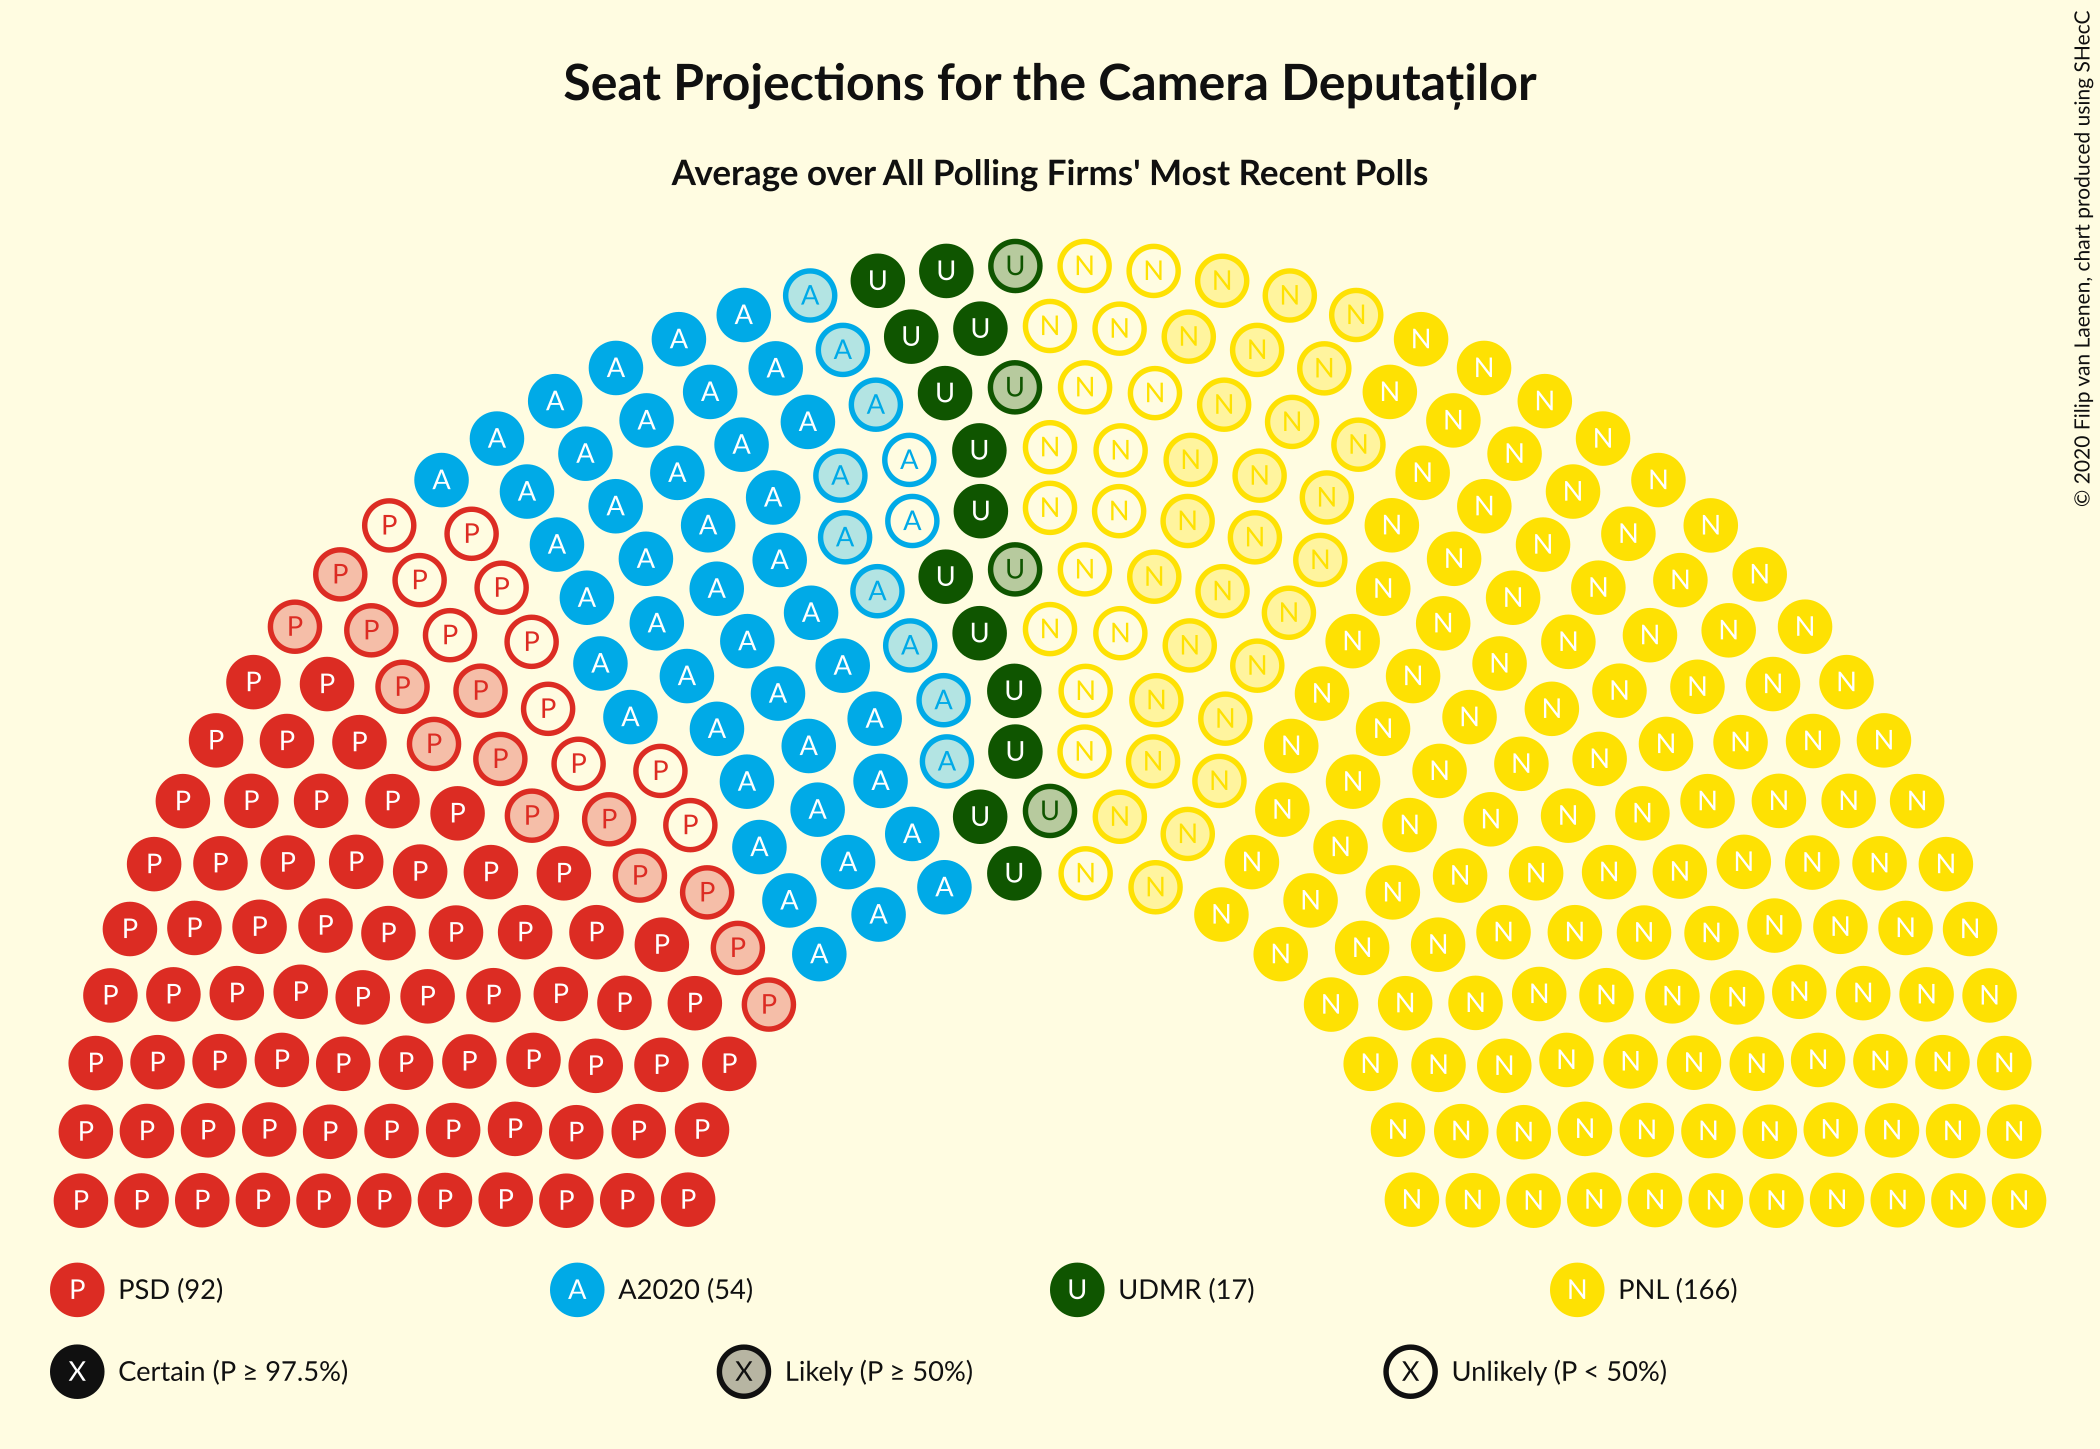 Seat Projections for the Camera Deputaților
Average over All Polling Firms' Most Recent Polls
© 2020 Filip van Laenen, chart produced using SHecC
P PSD (92) A A2020 (54) U UDMR (17) N PNL (166)
X Certain (P ≥ 97.5%) X Likely (P ≥ 50%) X Unlikely (P < 50%)